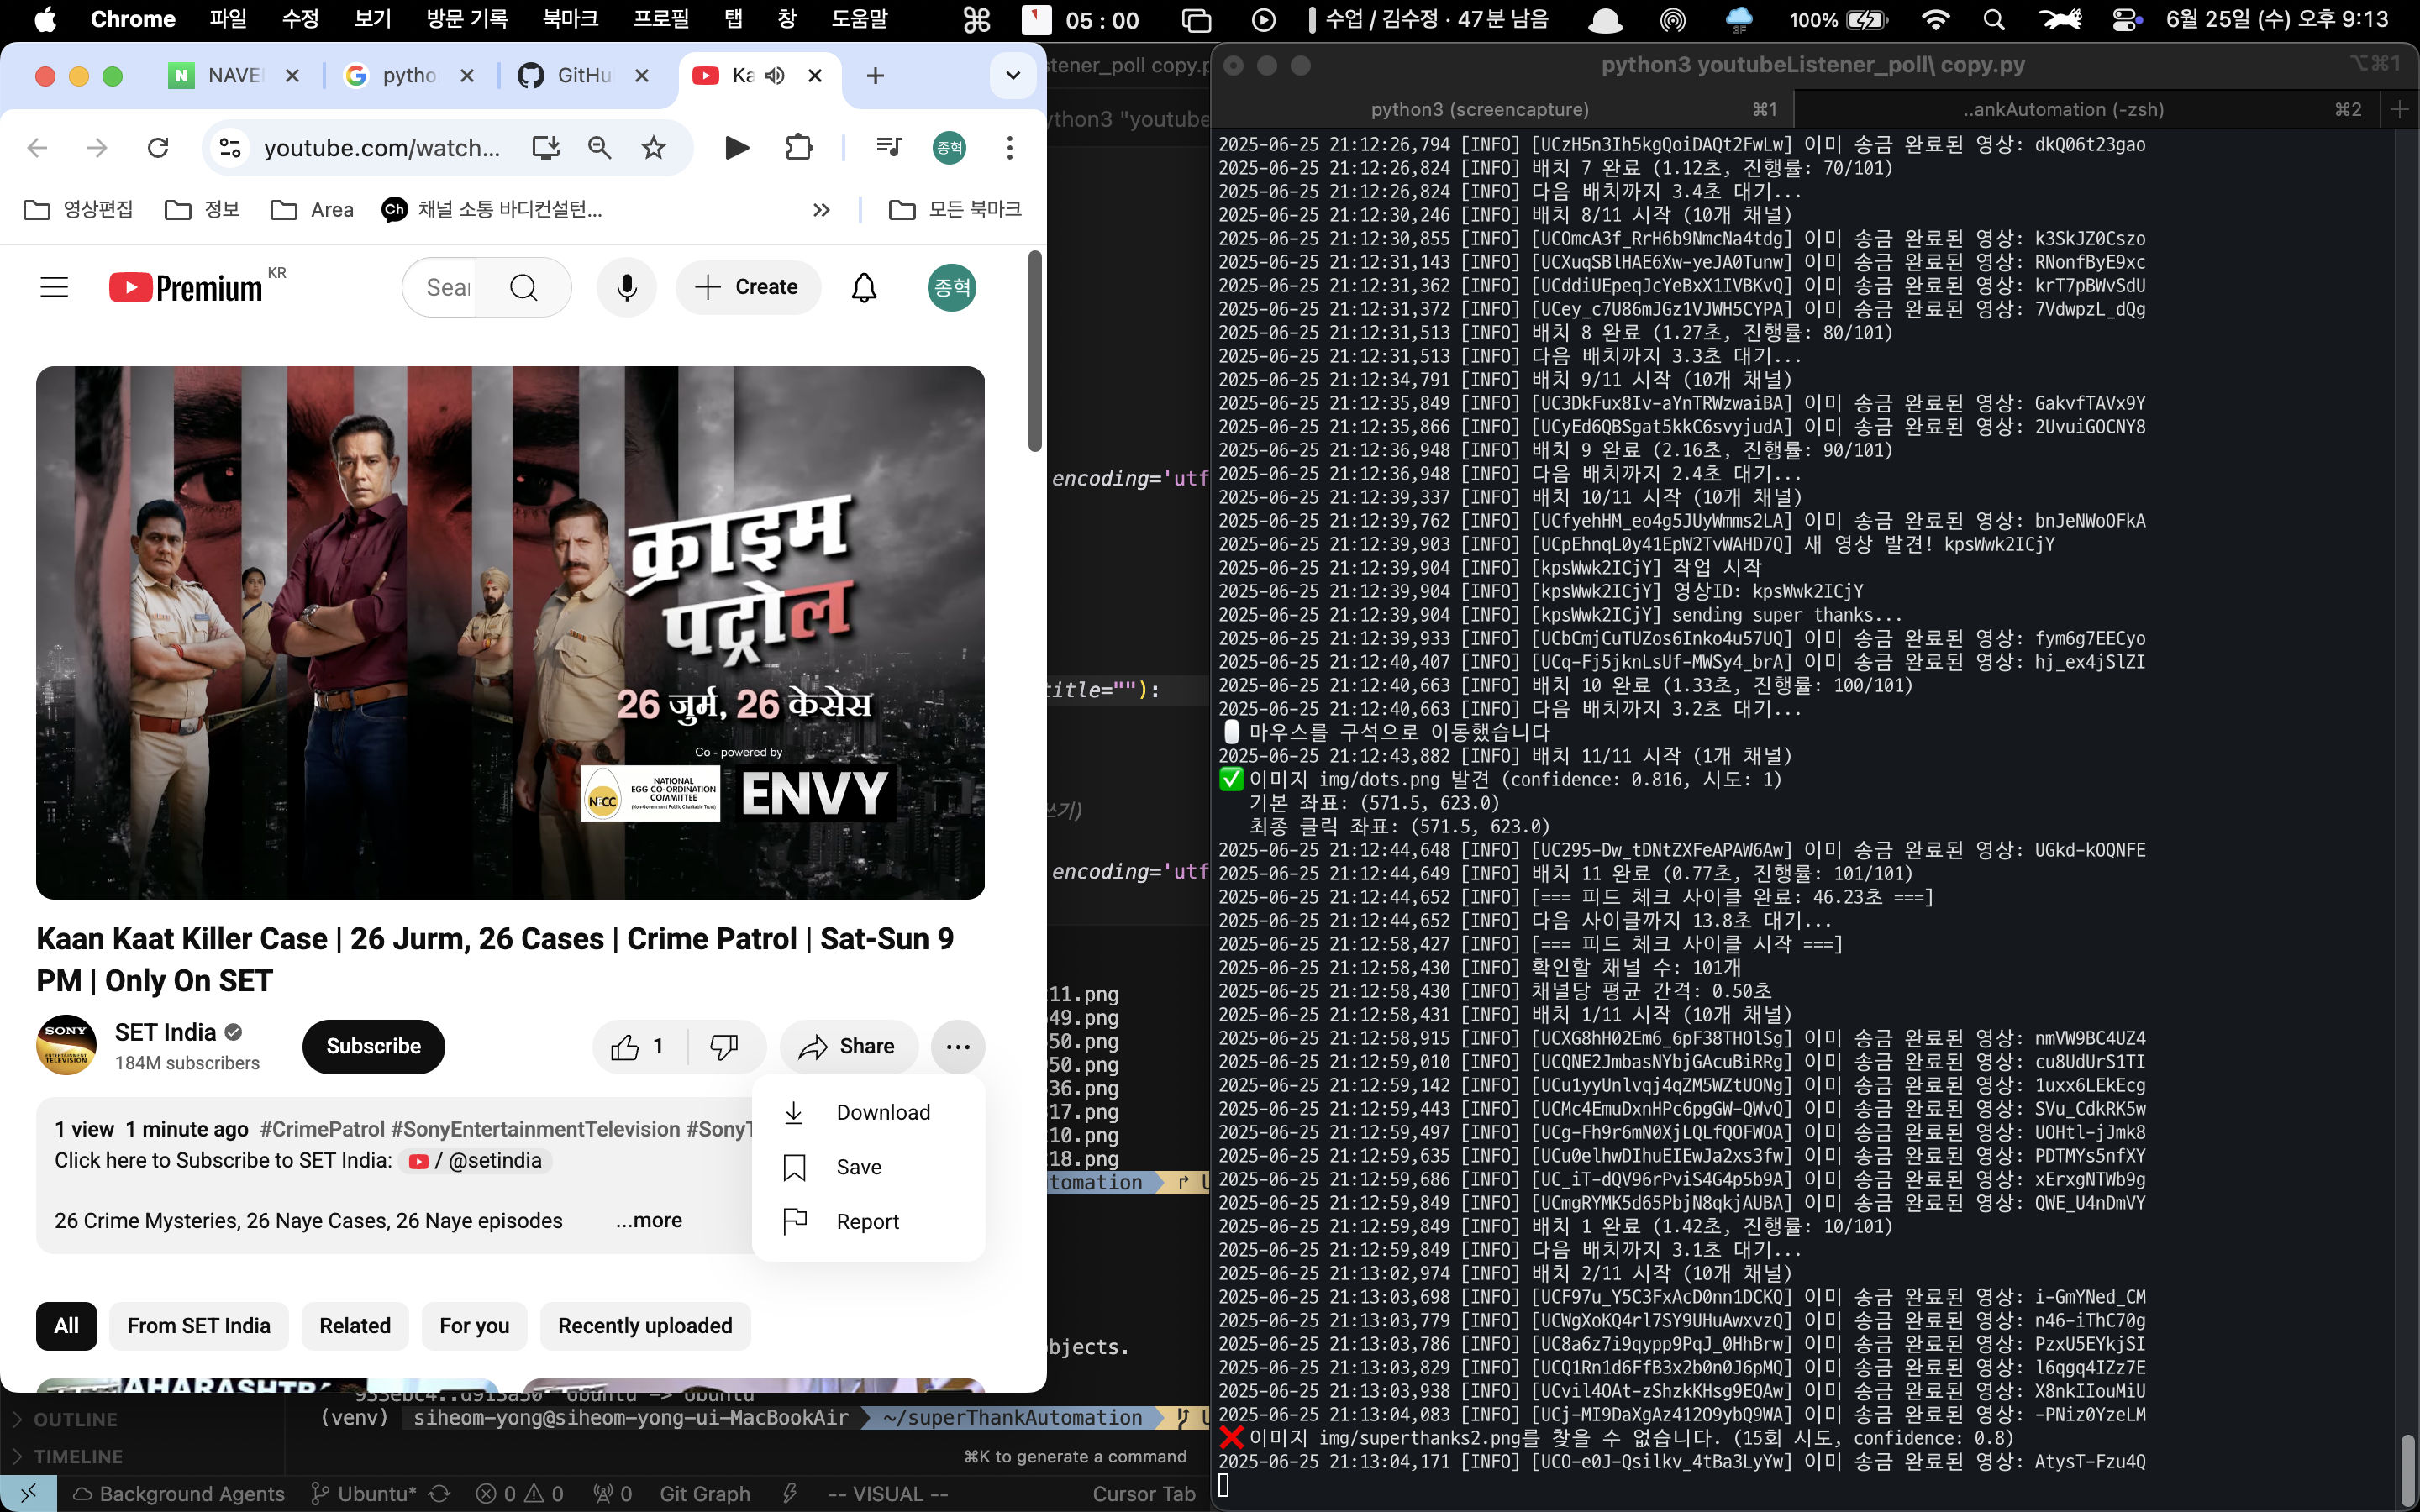 Chrome 파일 수정 보기 방문 기록 북마크 프로필 탭 창 도움말 05 : 00 수업 / 김수정 · 47분 남음 100% 6월 25일 (수) 오후 9:13
NAVE pytho GitHu Ka
youtube.com/watch... 종혁
영상편집 정보 Area Ch 채널 소통 바디컨설턴... 모든 북마크
Premium KR Sear Create 종혁
क्राइम
पट्रोल
26 जुर्म, 26 केसेस
Co - powered by
NECC NATIONAL EGG CO-ORDINATION COMMITTEE ENVY
Kaan Kaat Killer Case | 26 Jurm, 26 Cases | Crime Patrol | Sat-Sun 9
PM | Only On SET
SONY ENTERTAINMENT TELEVISION
SET India
184M subscribers
Subscribe
1
Share
1 view 1 minute ago #CrimePatrol #SonyEntertainmentTelevision #SonyT
Click here to Subscribe to SET India: / @setindia
26 Crime Mysteries, 26 Naye Cases, 26 Naye episodes ...more
Download
Save
Report
All From SET India Related For you Recently uploaded
stener_poll copy.p
ython3 "youtube
encoding='utf
title=""):
쓰기)
encoding='utf
11.png
49.png
50.png
50.png
36.png
17.png
10.png
18.png
tomation
bjects.
(venv) siheom-yong@siheom-yong-ui-MacBookAir ~/superThankAutomation
OUTLINE
TIMELINE
⌘K to generate a command
Background Agents Ubuntu* 0 0 0 Git Graph -- VISUAL -- Cursor Tab
python3 youtubeListener_poll\ copy.py ⌥⌘1
python3 (screencapture) ⌘1 ..ankAutomation (-zsh) ⌘2
2025-06-25 21:12:26,794 [INFO] [UCzH5n3Ih5kgQoiDAQt2FwLw] 이미 송금 완료된 영상: dkQ06t23gao
2025-06-25 21:12:26,824 [INFO] 배치 7 완료 (1.12초, 진행률: 70/101)
2025-06-25 21:12:26,824 [INFO] 다음 배치까지 3.4초 대기...
2025-06-25 21:12:30,246 [INFO] 배치 8/11 시작 (10개 채널)
2025-06-25 21:12:30,855 [INFO] [UCOmcA3f_RrH6b9NmcNa4tdg] 이미 송금 완료된 영상: k3SkJZ0Cszo
2025-06-25 21:12:31,143 [INFO] [UCXuqSBlHAE6Xw-yeJA0Tunw] 이미 송금 완료된 영상: RNonfByE9xc
2025-06-25 21:12:31,362 [INFO] [UCddiUEpeqJcYeBxX1IVBKvQ] 이미 송금 완료된 영상: krT7pBWvSdU
2025-06-25 21:12:31,372 [INFO] [UCey_c7U86mJGz1VJWH5CYPA] 이미 송금 완료된 영상: 7VdwpzL_dQg
2025-06-25 21:12:31,513 [INFO] 배치 8 완료 (1.27초, 진행률: 80/101)
2025-06-25 21:12:31,513 [INFO] 다음 배치까지 3.3초 대기...
2025-06-25 21:12:34,791 [INFO] 배치 9/11 시작 (10개 채널)
2025-06-25 21:12:35,849 [INFO] [UC3DkFux8Iv-aYnTRWzwaiBA] 이미 송금 완료된 영상: GakvfTAVx9Y
2025-06-25 21:12:35,866 [INFO] [UCyEd6QBSgat5kkC6svyjudA] 이미 송금 완료된 영상: 2UvuiGOCNY8
2025-06-25 21:12:36,948 [INFO] 배치 9 완료 (2.16초, 진행률: 90/101)
2025-06-25 21:12:36,948 [INFO] 다음 배치까지 2.4초 대기...
2025-06-25 21:12:39,337 [INFO] 배치 10/11 시작 (10개 채널)
2025-06-25 21:12:39,762 [INFO] [UCfyehHM_eo4g5JUyWmms2LA] 이미 송금 완료된 영상: bnJeNWoOFkA
2025-06-25 21:12:39,903 [INFO] [UCpEhnqL0y41EpW2TvWAHD7Q] 새 영상 발견! kpsWwk2ICjY
2025-06-25 21:12:39,904 [INFO] [kpsWwk2ICjY] 작업 시작
2025-06-25 21:12:39,904 [INFO] [kpsWwk2ICjY] 영상ID: kpsWwk2ICjY
2025-06-25 21:12:39,904 [INFO] [kpsWwk2ICjY] sending super thanks...
2025-06-25 21:12:39,933 [INFO] [UCbCmjCuTUZos6Inko4u57UQ] 이미 송금 완료된 영상: fym6g7EECyo
2025-06-25 21:12:40,407 [INFO] [UCq-Fj5jknLsUf-MWSy4_brA] 이미 송금 완료된 영상: hj_ex4jSlZI
2025-06-25 21:12:40,663 [INFO] 배치 10 완료 (1.33초, 진행률: 100/101)
2025-06-25 21:12:40,663 [INFO] 다음 배치까지 3.2초 대기...
마우스를 구석으로 이동했습니다
2025-06-25 21:12:43,882 [INFO] 배치 11/11 시작 (1개 채널)
✅ 이미지 img/dots.png 발견 (confidence: 0.816, 시도: 1)
기본 좌표: (571.5, 623.0)
최종 클릭 좌표: (571.5, 623.0)
2025-06-25 21:12:44,648 [INFO] [UC295-Dw_tDNtZXFeAPAW6Aw] 이미 송금 완료된 영상: UGkd-kOQNFE
2025-06-25 21:12:44,649 [INFO] 배치 11 완료 (0.77초, 진행률: 101/101)
2025-06-25 21:12:44,652 [INFO] [=== 피드 체크 사이클 완료: 46.23초 ===]
2025-06-25 21:12:44,652 [INFO] 다음 사이클까지 13.8초 대기...
2025-06-25 21:12:58,427 [INFO] [=== 피드 체크 사이클 시작 ===]
2025-06-25 21:12:58,430 [INFO] 확인할 채널 수: 101개
2025-06-25 21:12:58,430 [INFO] 채널당 평균 간격: 0.50초
2025-06-25 21:12:58,431 [INFO] 배치 1/11 시작 (10개 채널)
2025-06-25 21:12:58,915 [INFO] [UCXG8hH02Em6_6pF38THOlSg] 이미 송금 완료된 영상: nmVW9BC4UZ4
2025-06-25 21:12:59,010 [INFO] [UCQNE2JmbasNYbjGAcuBiRRg] 이미 송금 완료된 영상: cu8UdUrS1TI
2025-06-25 21:12:59,142 [INFO] [UCu1yyUnlvqj4qZM5WZtUONg] 이미 송금 완료된 영상: 1uxx6LEkEcg
2025-06-25 21:12:59,443 [INFO] [UCMc4EmuDxnHPc6pgGW-QWvQ] 이미 송금 완료된 영상: SVu_CdkRK5w
2025-06-25 21:12:59,497 [INFO] [UCg-Fh9r6mN0XjLQLfQOFWOA] 이미 송금 완료된 영상: UOHtl-jJmk8
2025-06-25 21:12:59,635 [INFO] [UCu0elhwDIhuEIEwJa2xs3fw] 이미 송금 완료된 영상: PDTMYs5nfXY
2025-06-25 21:12:59,686 [INFO] [UC_iT-dQV96rPviS4G4p5b9A] 이미 송금 완료된 영상: xErxgNTWb9g
2025-06-25 21:12:59,849 [INFO] [UCmgRYMK5d65PbjN8qkjAUBA] 이미 송금 완료된 영상: QWE_U4nDmVY
2025-06-25 21:12:59,849 [INFO] 배치 1 완료 (1.42초, 진행률: 10/101)
2025-06-25 21:12:59,849 [INFO] 다음 배치까지 3.1초 대기...
2025-06-25 21:13:02,974 [INFO] 배치 2/11 시작 (10개 채널)
2025-06-25 21:13:03,698 [INFO] [UCF97u_Y5C3FxAcD0nn1DCKQ] 이미 송금 완료된 영상: i-GmYNed_CM
2025-06-25 21:13:03,779 [INFO] [UCWgXoKQ4rl7SY9UHuAwxvzQ] 이미 송금 완료된 영상: n46-iThC70g
2025-06-25 21:13:03,786 [INFO] [UC8a6z7i9qypp9PqJ_0HhBrw] 이미 송금 완료된 영상: PzxU5EYkjSI
2025-06-25 21:13:03,829 [INFO] [UCQ1Rn1d6FfB3x2b0n0J6pMQ] 이미 송금 완료된 영상: l6qgq4IZz7E
2025-06-25 21:13:03,938 [INFO] [UCvil4OAt-zShzkKHsg9EQAw] 이미 송금 완료된 영상: X8nkIIouMiU
2025-06-25 21:13:04,083 [INFO] [UCj-MI9DaXgAz412O9ybQ9WA] 이미 송금 완료된 영상: -PNiz0YzeLM
❌ 이미지 img/superthanks2.png를 찾을 수 없습니다. (15회 시도, confidence: 0.8)
2025-06-25 21:13:04,171 [INFO] [UCO-e0J-Qsilkv_4tBa3LyYw] 이미 송금 완료된 영상: AtysT-Fzu4Q